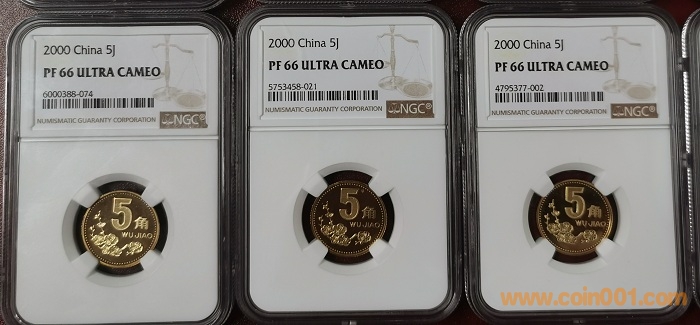 2000 China 5J
PF 66 ULTRA CAMEO
6000388-074
NUMISMATIC GUARANTY CORPORATION NGC®
5角
WU JIAO
2000 China 5J
PF 66 ULTRA CAMEO
5753458-021
NUMISMATIC GUARANTY CORPORATION NGC®
5角
WU JIAO
2000 China 5J
PF 66 ULTRA CAMEO
4795377-002
NUMISMATIC GUARANTY CORPORATION NGC®
5角
WU JIAO
www.coin001.com